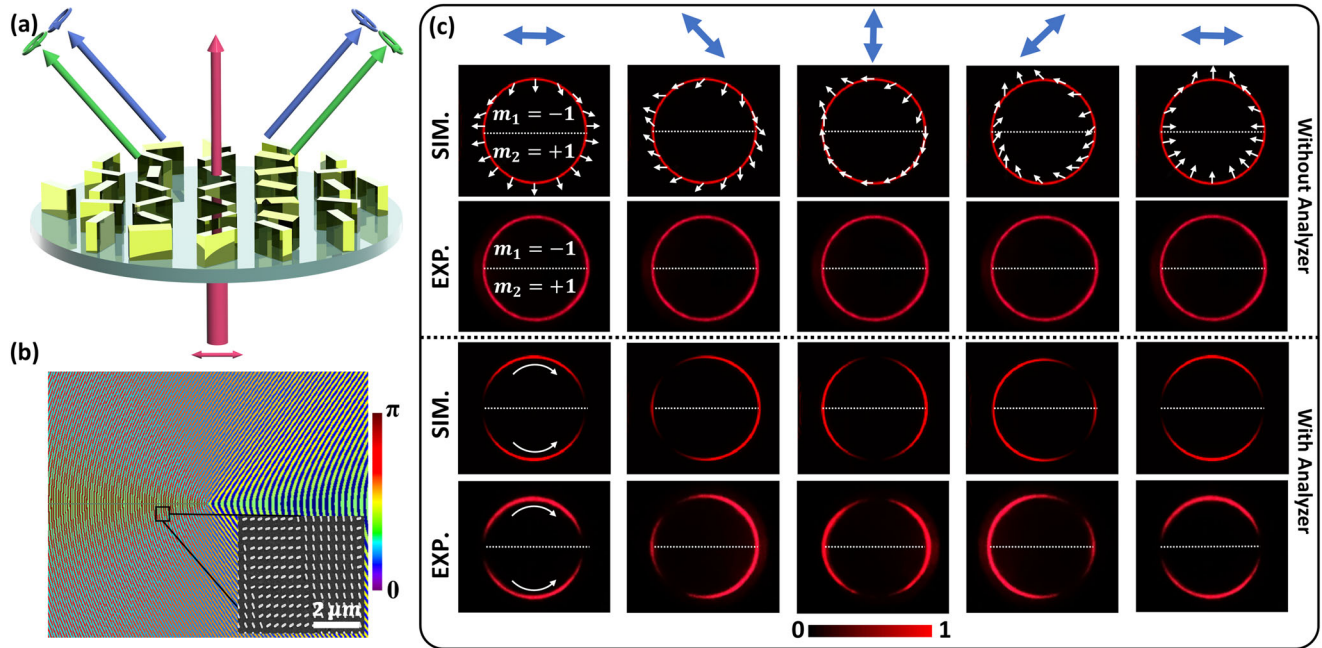 (a)
(b)
π
0
2 μm
(c)
SIM.
m₁ = −1
m₂ = +1
EXP.
m₁ = −1
m₂ = +1
Without Analyzer
SIM.
EXP.
With Analyzer
0
1